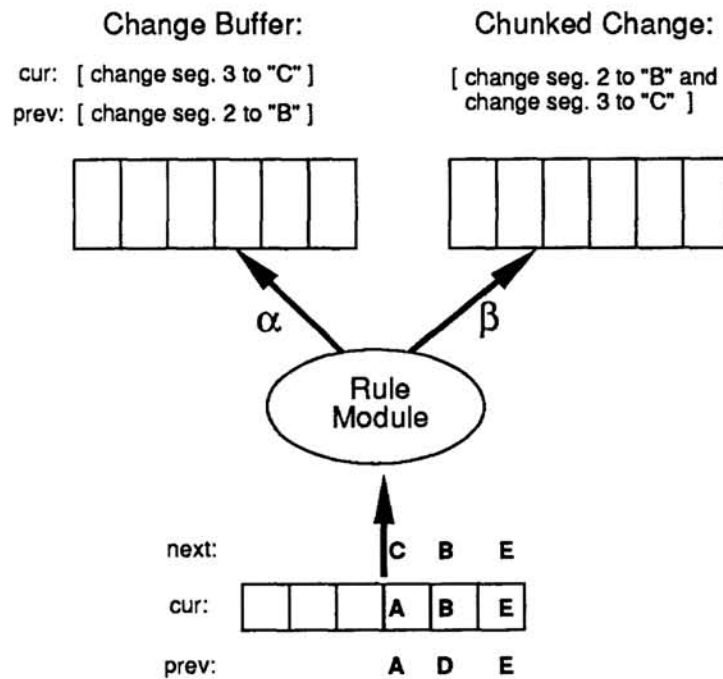 Change Buffer:
cur: [ change seg. 3 to "C" ]
prev: [ change seg. 2 to "B" ]
Chunked Change:
[ change seg. 2 to "B" and
change seg. 3 to "C" ]
α
β
Rule
Module
next: C B E
cur: A B E
prev: A D E